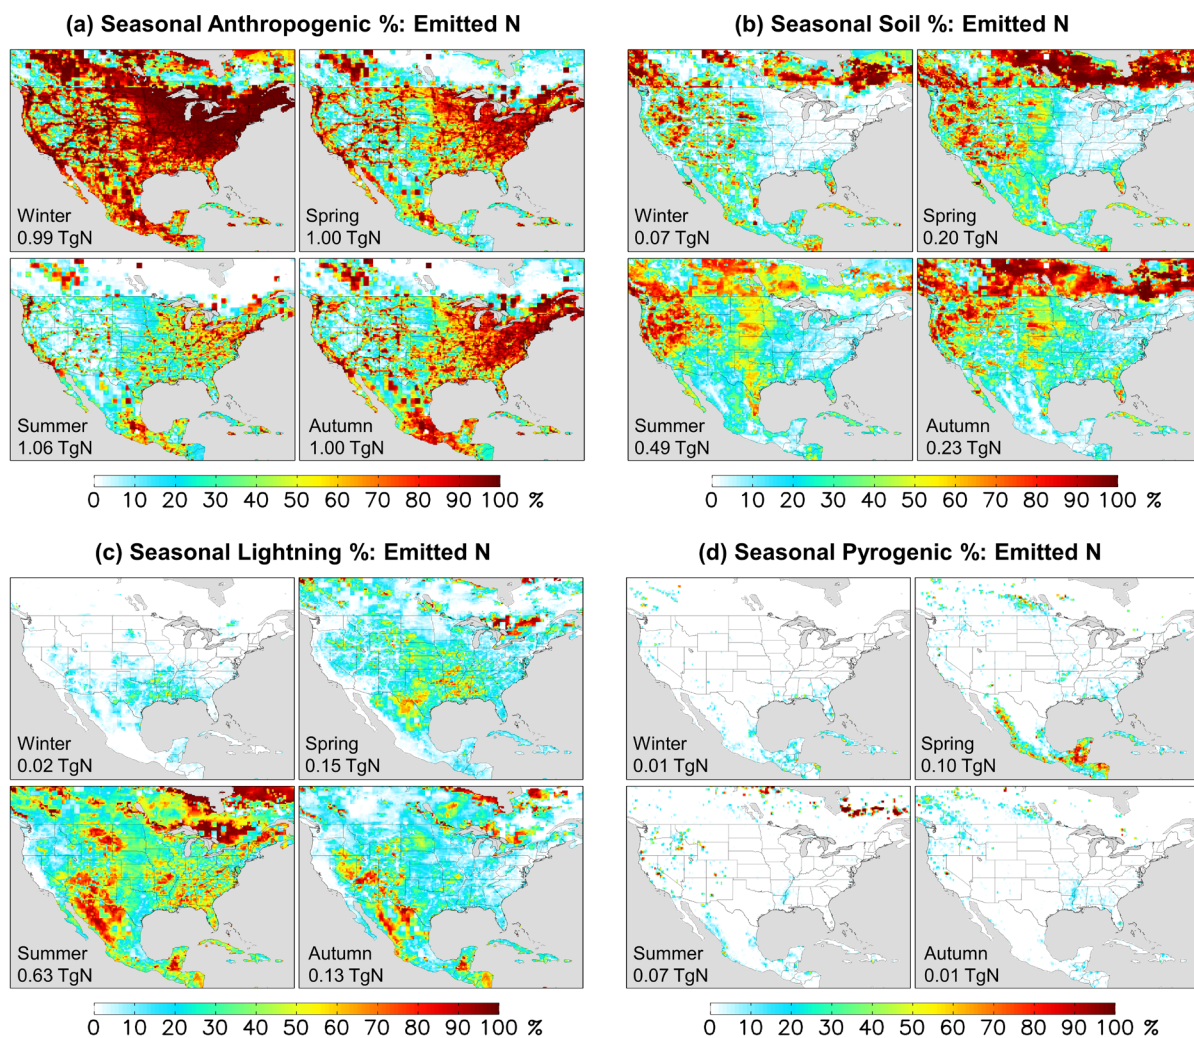 (a) Seasonal Anthropogenic %: Emitted N
(b) Seasonal Soil %: Emitted N
Winter
0.99 TgN
Spring
1.00 TgN
Winter
0.07 TgN
Spring
0.20 TgN
Summer
1.06 TgN
Autumn
1.00 TgN
Summer
0.49 TgN
Autumn
0.23 TgN
0 10 20 30 40 50 60 70 80 90 100 %
0 10 20 30 40 50 60 70 80 90 100 %
(c) Seasonal Lightning %: Emitted N
(d) Seasonal Pyrogenic %: Emitted N
Winter
0.02 TgN
Spring
0.15 TgN
Winter
0.01 TgN
Spring
0.10 TgN
Summer
0.63 TgN
Autumn
0.13 TgN
Summer
0.07 TgN
Autumn
0.01 TgN
0 10 20 30 40 50 60 70 80 90 100 %
0 10 20 30 40 50 60 70 80 90 100 %